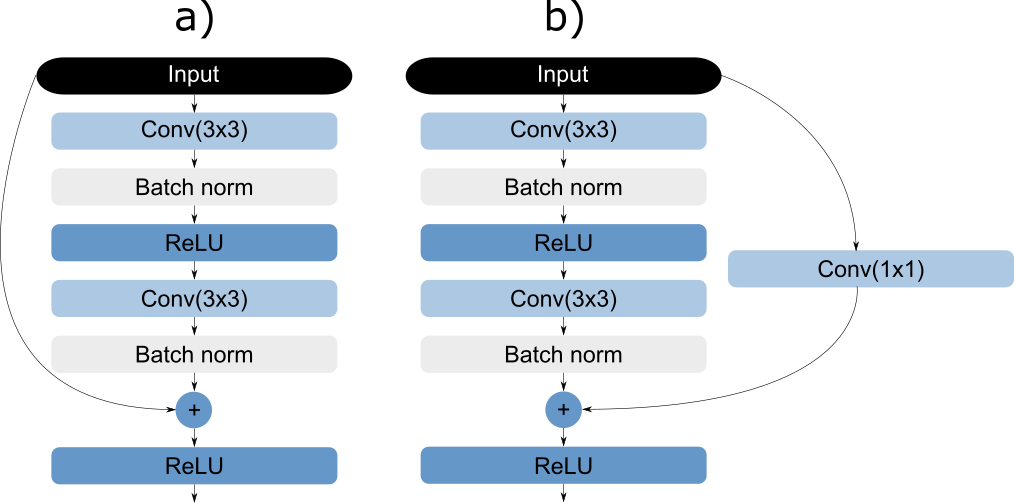 a)
Input
Conv(3x3)
Batch norm
ReLU
Conv(3x3)
Batch norm
+
ReLU
b)
Input
Conv(3x3)
Batch norm
ReLU
Conv(3x3)
Batch norm
+
ReLU
Conv(1x1)